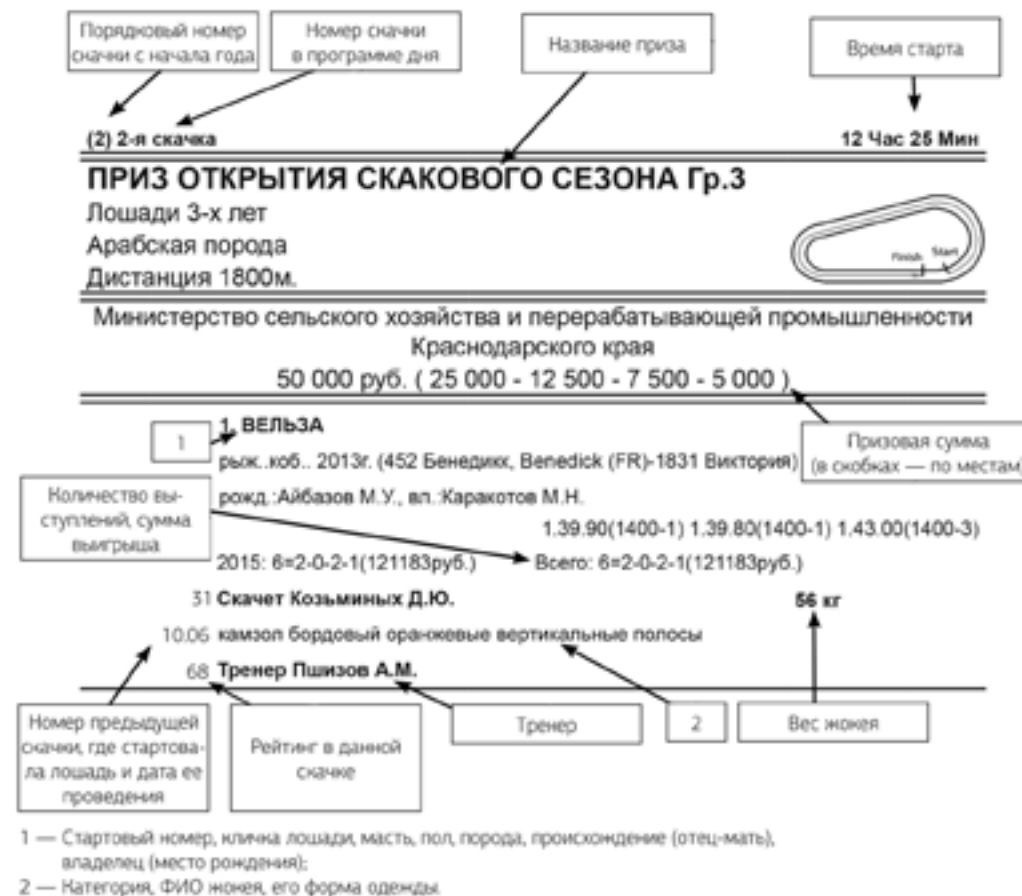 Порядковый номер
скачки с начала года
Номер скачки
в программе дня
Название приза
Время старта
(2) 2-я скачка
12 Час 25 Мин
ПРИЗ ОТКРЫТИЯ СКАКОВОГО СЕЗОНА Гр.3
Лошади 3-х лет
Арабская порода
Дистанция 1800м.
Finish Start
Министерство сельского хозяйства и перерабатывающей промышленности
Краснодарского края
50 000 руб. ( 25 000 - 12 500 - 7 500 - 5 000 )
1
1. ВЕЛЬЗА
Призовая сумма
(в скобках — по местам)
рыж..коб.. 2013г. (452 Бенедикк, Benedick (FR)-1831 Виктория)
Количество вы-
ступлений, сумма
выигрыша
рожд.:Айбазов М.У., вл.:Каракотов М.Н.
1.39.90(1400-1) 1.39.80(1400-1) 1.43.00(1400-3)
2015: 6=2-0-2-1(121183руб.) Всего: 6=2-0-2-1(121183руб.)
31 Скачет Козьминых Д.Ю. 56 кг
10.06 камзол бордовый оранжевые вертикальные полосы
68 Тренер Пшизов А.М.
Номер предыдущей
скачки, где стартова-
ла лошадь и дата ее
проведения
Рейтинг в данной
скачке
Тренер
2
Вес жокея
1 — Стартовый номер, кличка лошади, масть, пол, порода, происхождение (отец-мать),
владелец (место рождения);
2 — Категория, ФИО жокея, его форма одежды.